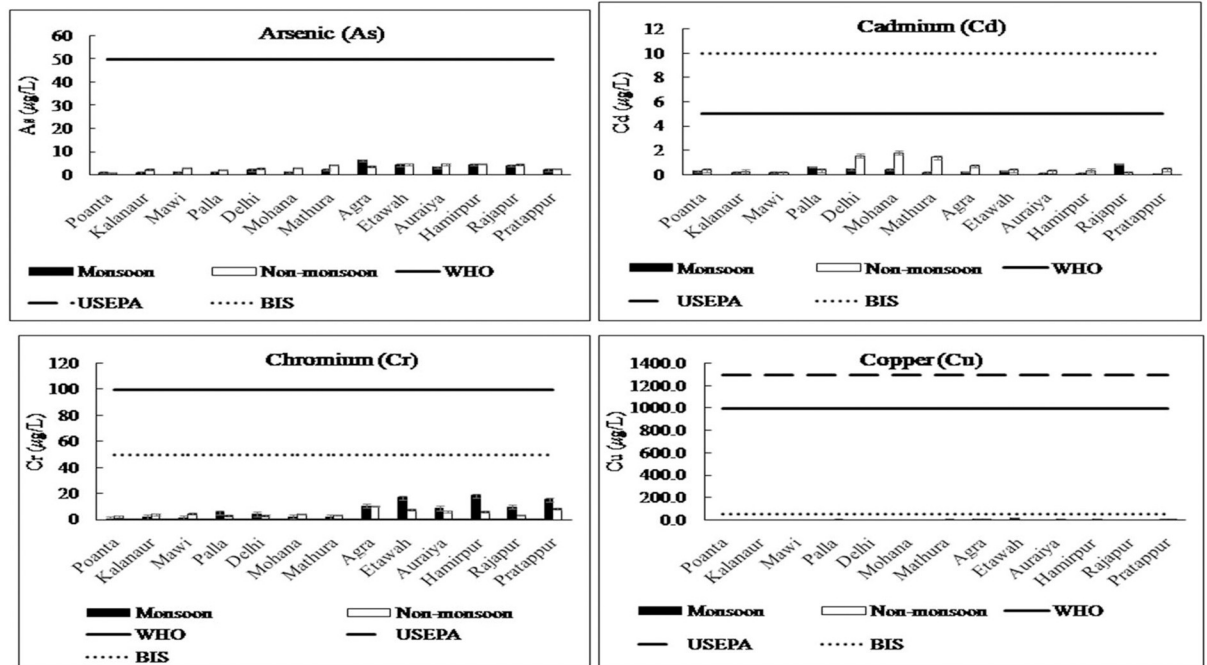 Arsenic (As)
As (µg/L)
60
50
40
30
20
10
0
Poanta
Kalanaur
Mawi
Palla
Delhi
Mohana
Mathura
Agra
Etawah
Auraiya
Hamirpur
Rajapur
Pratappur
Monsoon Non-monsoon WHO
USEPA BIS
Cadmium (Cd)
Cd (µg/L)
12
10
8
6
4
2
0
Poanta
Kalanaur
Mawi
Palla
Delhi
Mohana
Mathura
Agra
Etawah
Auraiya
Hamirpur
Rajapur
Pratappur
Monsoon Non-monsoon WHO
USEPA BIS
Chromium (Cr)
Cr (µg/L)
120
100
80
60
40
20
0
Poanta
Kalanaur
Mawi
Palla
Delhi
Mohana
Mathura
Agra
Etawah
Auraiya
Hamirpur
Rajapur
Pratappur
Monsoon Non-monsoon
WHO USEPA
BIS
Copper (Cu)
Cu (µg/L)
1400.0
1200.0
1000.0
800.0
600.0
400.0
200.0
0.0
Poanta
Kalanaur
Mawi
Palla
Delhi
Mohana
Mathura
Agra
Etawah
Auraiya
Hamirpur
Rajapur
Pratappur
Monsoon Non-monsoon WHO
USEPA BIS